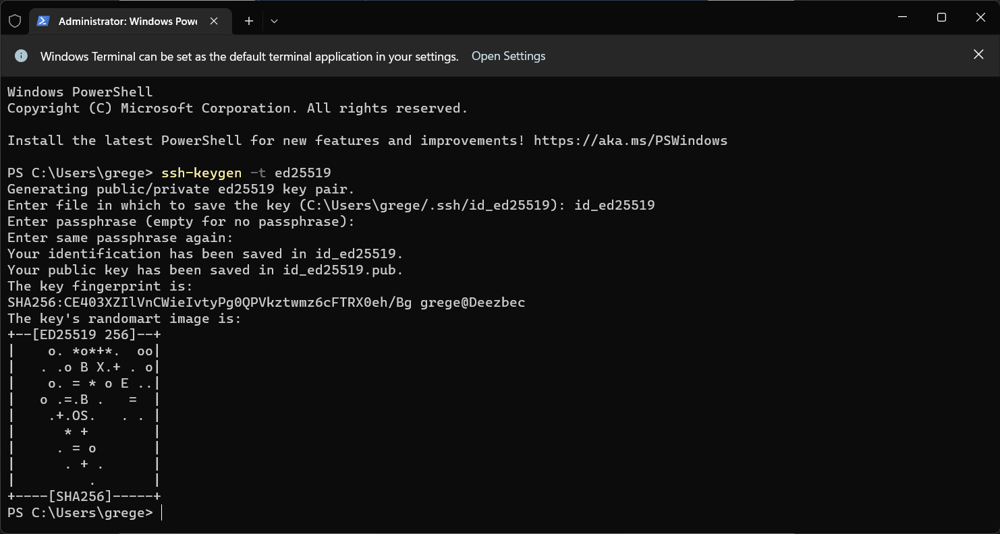 Administrator: Windows Powe
Windows Terminal can be set as the default terminal application in your settings. Open Settings
Windows PowerShell
Copyright (C) Microsoft Corporation. All rights reserved.
Install the latest PowerShell for new features and improvements! https://aka.ms/PSWindows
PS C:\Users\grege> ssh-keygen -t ed25519
Generating public/private ed25519 key pair.
Enter file in which to save the key (C:\Users\grege/.ssh/id_ed25519): id_ed25519
Enter passphrase (empty for no passphrase):
Enter same passphrase again:
Your identification has been saved in id_ed25519.
Your public key has been saved in id_ed25519.pub.
The key fingerprint is:
SHA256:CE403XZIlVnCWieIvtyPg0QPVkztwmz6cFTRX0eh/Bg grege@Deezbec
The key's randomart image is:
+--[ED25519 256]--+
|    o. *o*+*.  oo|
|   . .o B X.+ . o|
|    o. = * o E ..|
|   o .=.B .   =  |
|    .+.OS.   . . |
|      * +        |
|     . = o       |
|      . + .      |
|         .       |
+----[SHA256]-----+
PS C:\Users\grege>